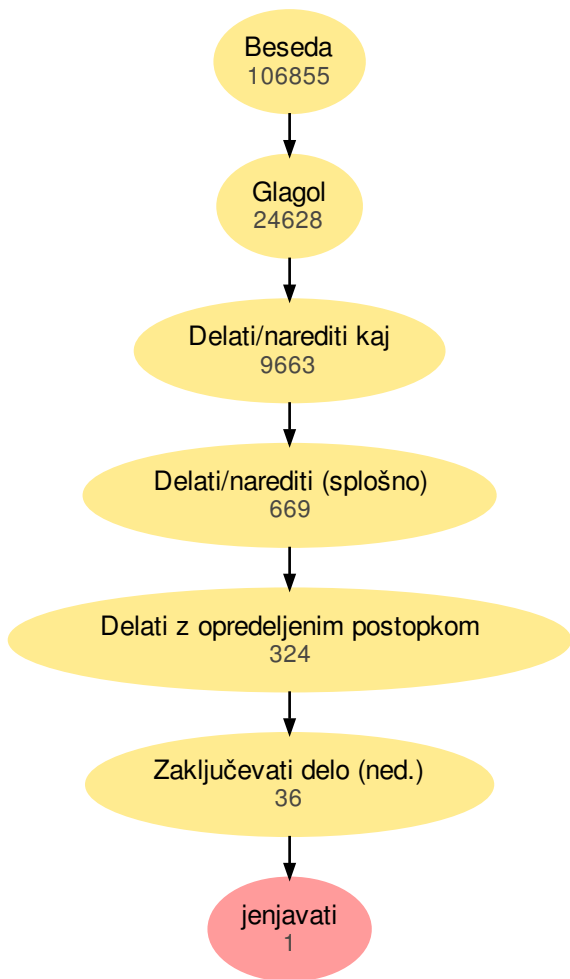 Beseda
106855
Glagol
24628
Delati/narediti kaj
9663
Delati/narediti (splošno)
669
Delati z opredeljenim postopkom
324
Zaključevati delo (ned.)
36
jenjavati
1